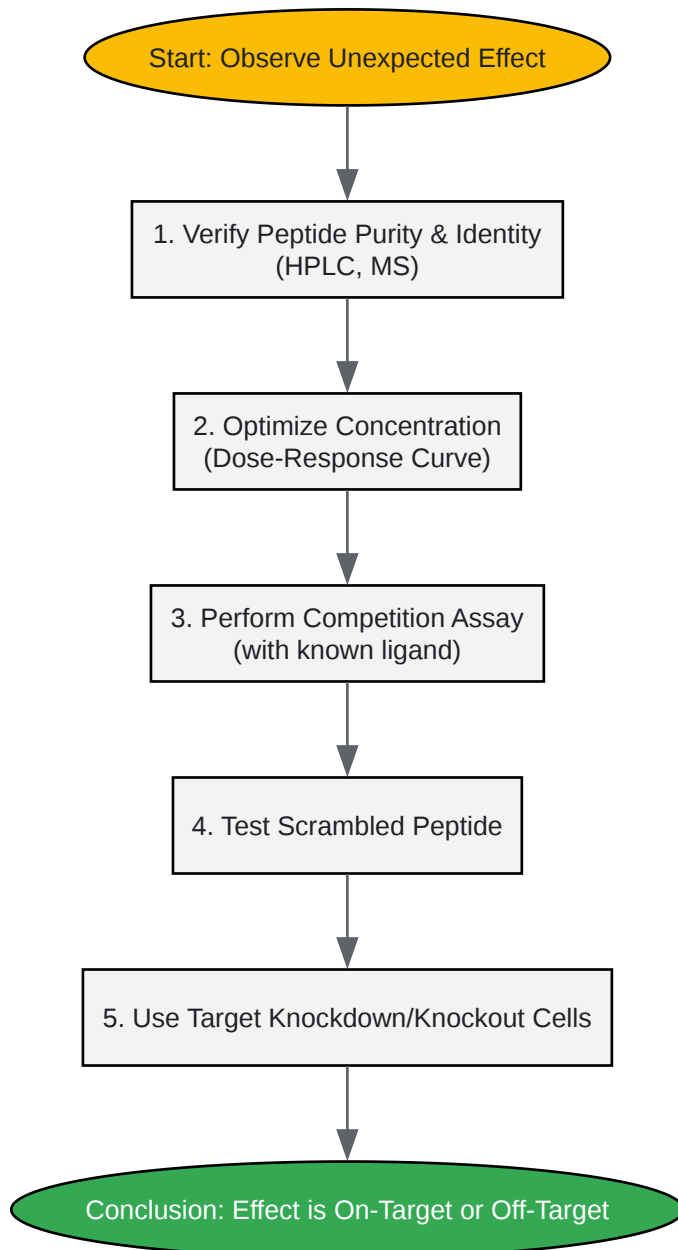 Start: Observe Unexpected Effect
1. Verify Peptide Purity & Identity
(HPLC, MS)
2. Optimize Concentration
(Dose-Response Curve)
3. Perform Competition Assay
(with known ligand)
4. Test Scrambled Peptide
5. Use Target Knockdown/Knockout Cells
Conclusion: Effect is On-Target or Off-Target